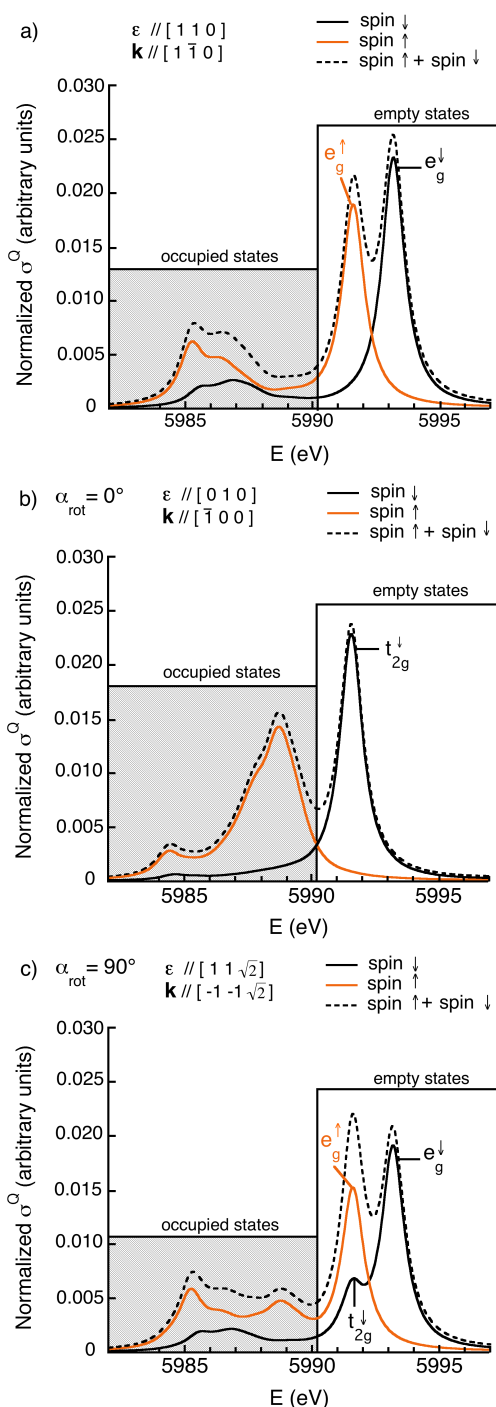 a)
ε // [ 1 1 0 ]
k // [ 1 1̅ 0 ]
spin ↓
spin ↑
spin ↑ + spin ↓
0.030
0.025
0.020
0.015
0.010
0.005
0
Normalized σ^Q (arbitrary units)
empty states
occupied states
e_g^↑
e_g^↓
5985 5990 5995
E (eV)
b) α_rot = 0°
ε // [ 0 1 0 ]
k // [ 1̅ 0 0 ]
spin ↓
spin ↑
spin ↑ + spin ↓
0.030
0.025
0.020
0.015
0.010
0.005
0
Normalized σ^Q (arbitrary units)
empty states
occupied states
t_2g^↓
5985 5990 5995
E (eV)
c) α_rot = 90°
ε // [ 1 1 √2 ]
k // [ -1 -1 √2 ]
spin ↓
spin ↑
spin ↑ + spin ↓
0.030
0.025
0.020
0.015
0.010
0.005
0.000
Normalized σ^Q (arbitrary units)
empty states
occupied states
e_g^↑
e_g^↓
t_2g^↓
5985 5990 5995
E (eV)